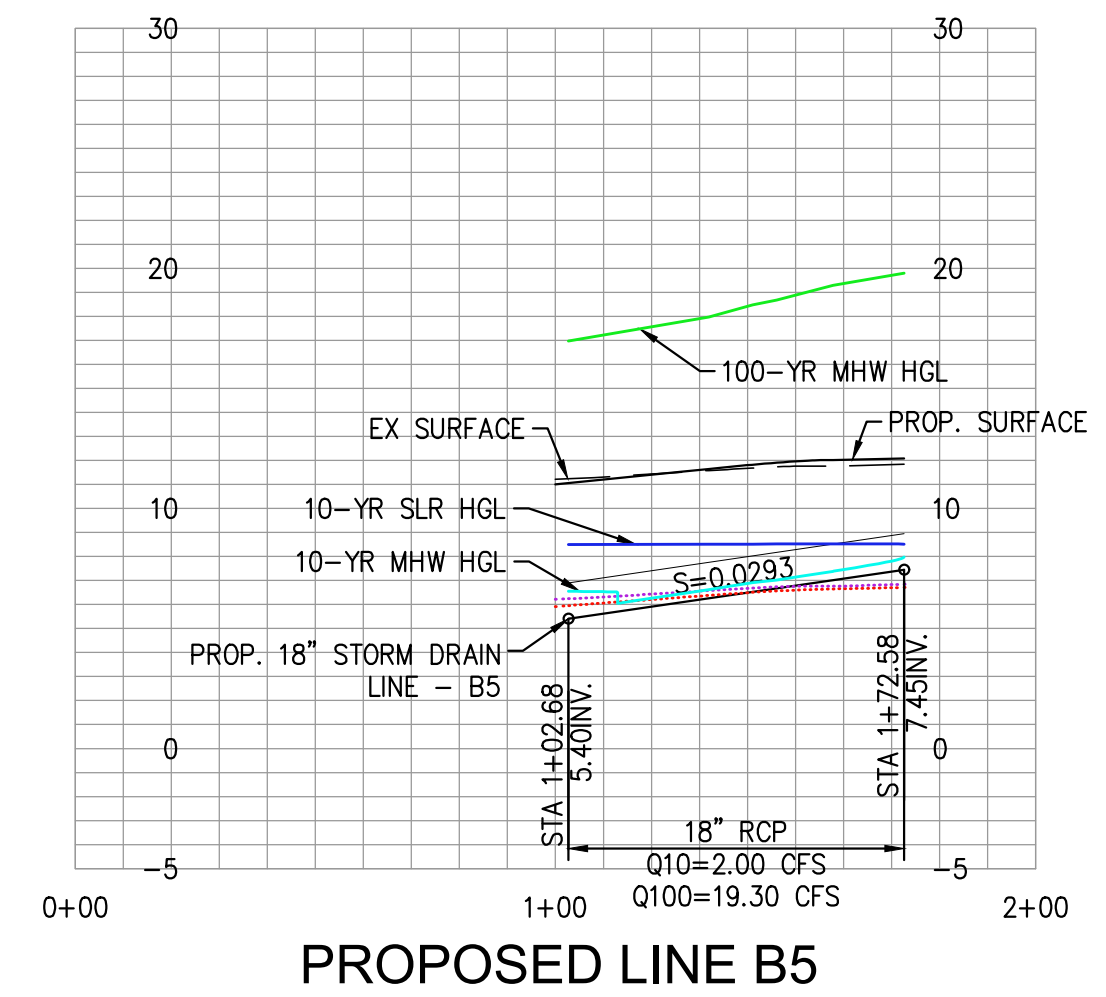 30
30
20
20
100-YR MHW HGL
EX SURFACE
PROP. SURFACE
10-YR SLR HGL
10
10
10-YR MHW HGL
S=0.0293
PROP. 18" STORM DRAIN
LINE - B5
STA 1+02.68
5.40INV.
STA 1+72.58
7.45INV.
0
0
18" RCP
Q10=2.00 CFS
Q100=19.30 CFS
-5
-5
0+00
1+00
2+00
PROPOSED LINE B5